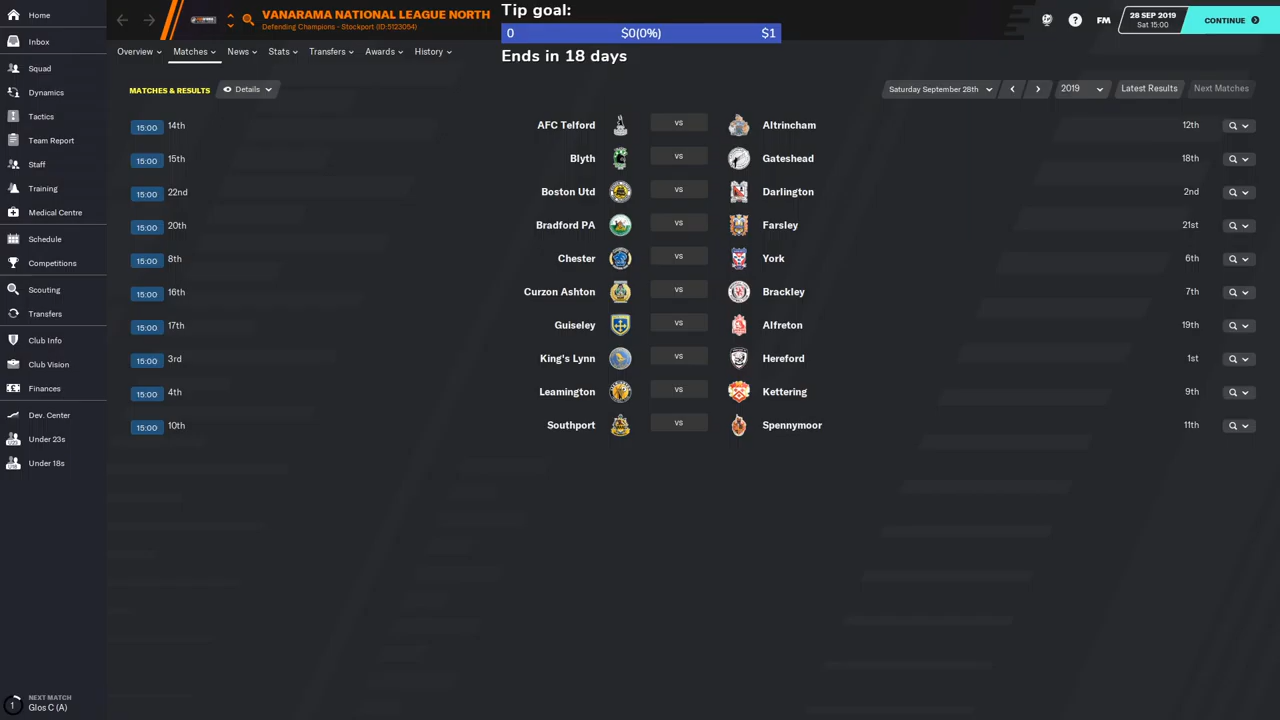 Home
Inbox
Squad
Dynamics
Tactics
Team Report
Staff
Training
Medical Centre
Schedule
Competitions
Scouting
Transfers
Club Info
Club Vision
Finances
Dev. Center
Under 23s
Under 18s
1 NEXT MATCH
Glos C (A)
VANARAMA NATIONAL LEAGUE NORTH
Defending Champions - Stockport (ID:5123054)
Tip goal:
0 $0(0%) $1
Ends in 18 days
? FM 28 SEP 2019
Sat 15:00
CONTINUE
Overview Matches News Stats Transfers Awards History
MATCHES & RESULTS Details Saturday September 28th 2019 Latest Results Next Matches
15:00 14th AFC Telford vs Altrincham 12th
15:00 15th Blyth vs Gateshead 18th
15:00 22nd Boston Utd vs Darlington 2nd
15:00 20th Bradford PA vs Farsley 21st
15:00 8th Chester vs York 6th
15:00 16th Curzon Ashton vs Brackley 7th
15:00 17th Guiseley vs Alfreton 19th
15:00 3rd King's Lynn vs Hereford 1st
15:00 4th Leamington vs Kettering 9th
15:00 10th Southport vs Spennymoor 11th